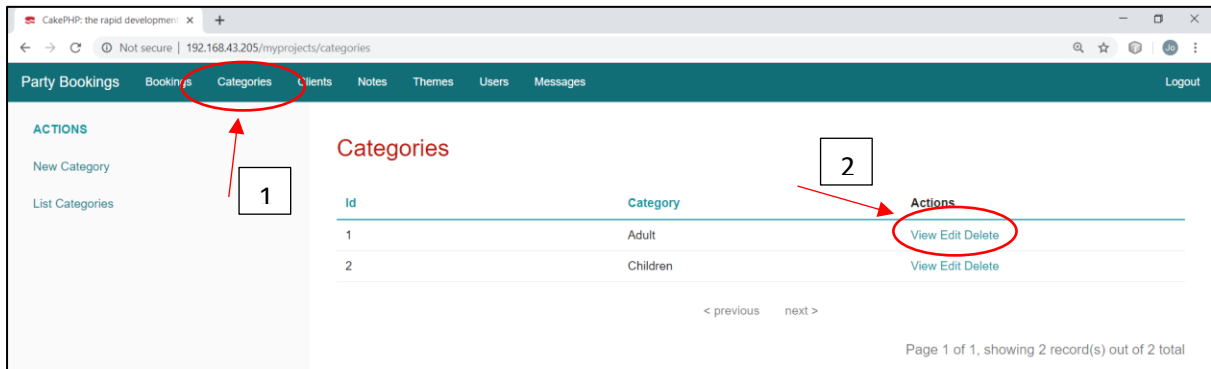 CakePHP: the rapid development
Not secure | 192.168.43.205/myprojects/categories
Jo
Party Bookings Bookings Categories Clients Notes Themes Users Messages Logout
ACTIONS
New Category
List Categories
1
Categories
2
Id Category Actions
1 Adult View Edit Delete
2 Children View Edit Delete
< previous next >
Page 1 of 1, showing 2 record(s) out of 2 total